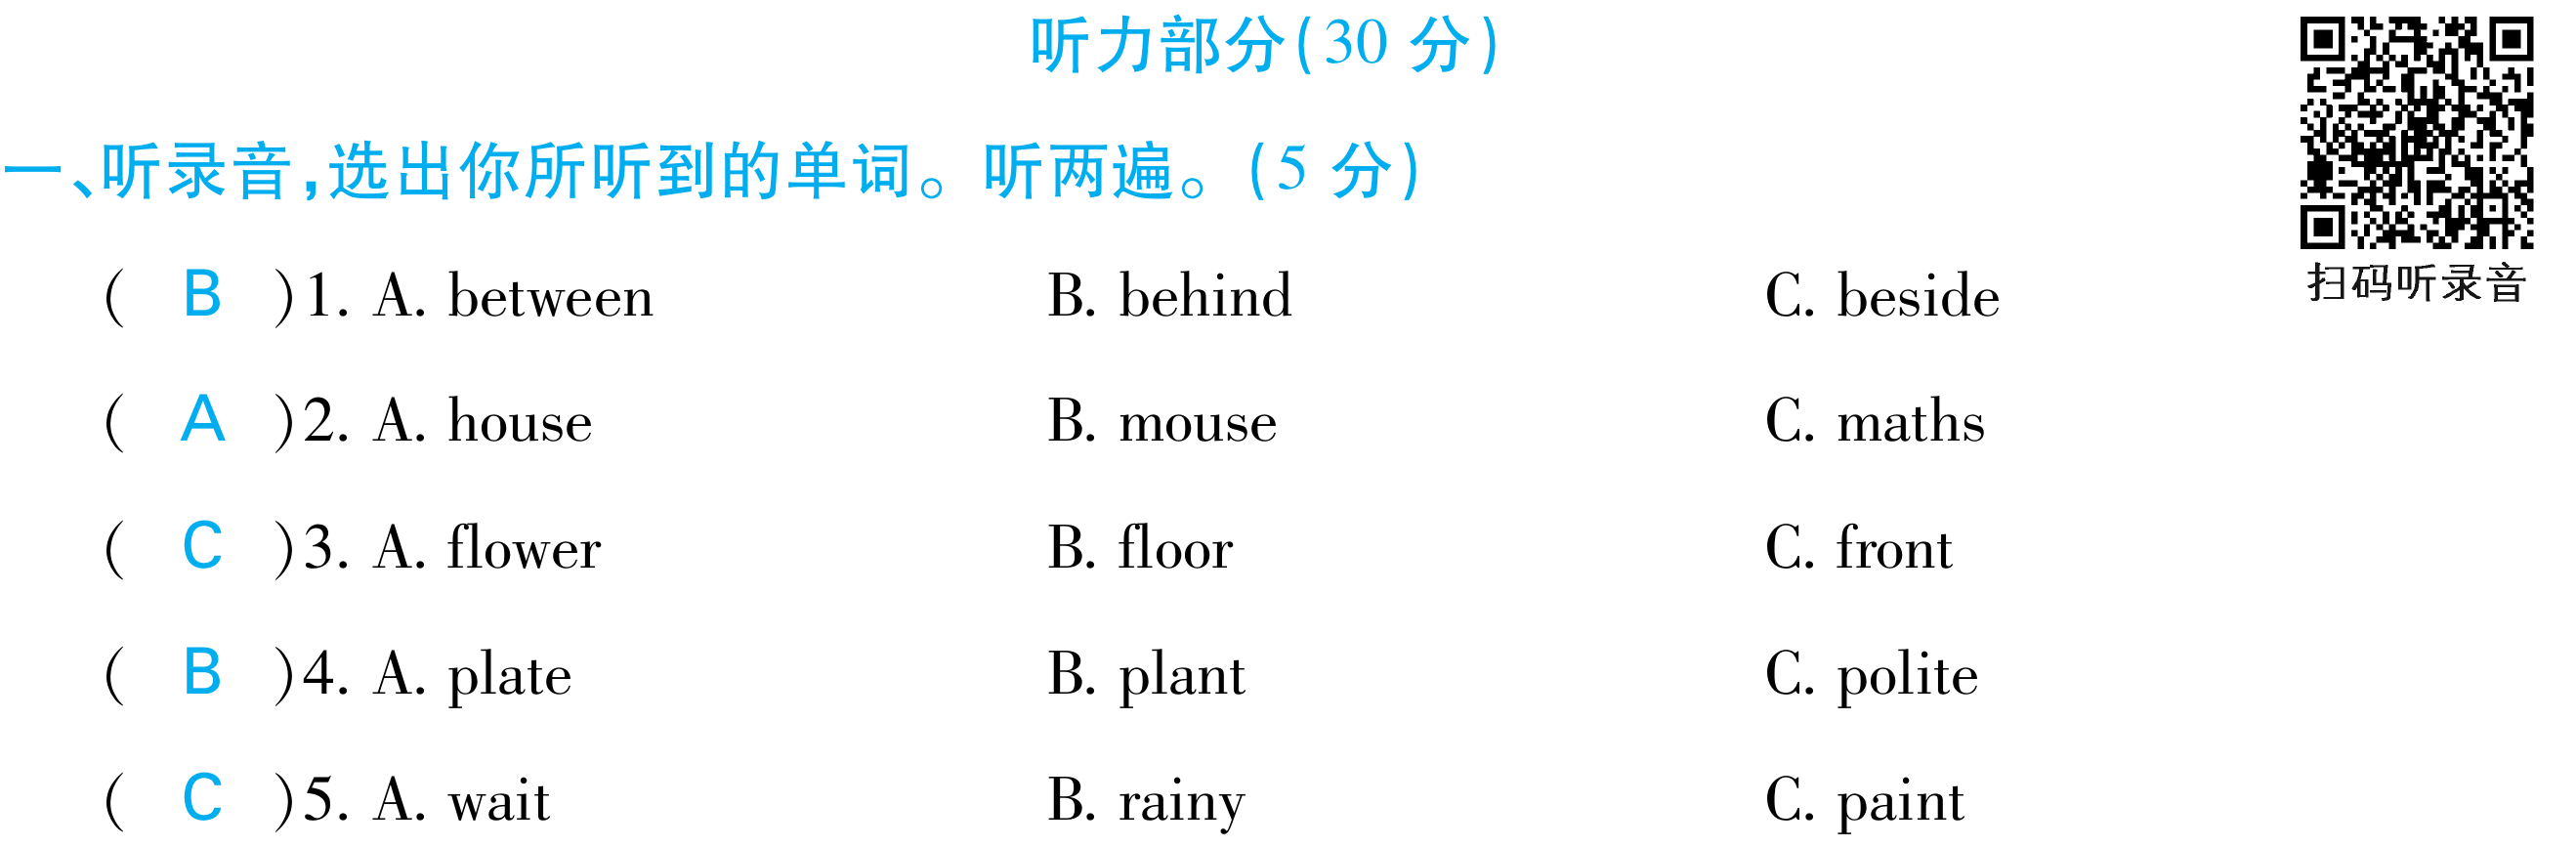 听力部分(30 分)
一、听录音,选出你所听到的单词。听两遍。(5 分)
( B )1. A. between B. behind C. beside
扫码听录音
( A )2. A. house B. mouse C. maths
( C )3. A. flower B. floor C. front
( B )4. A. plate B. plant C. polite
( C )5. A. wait B. rainy C. paint